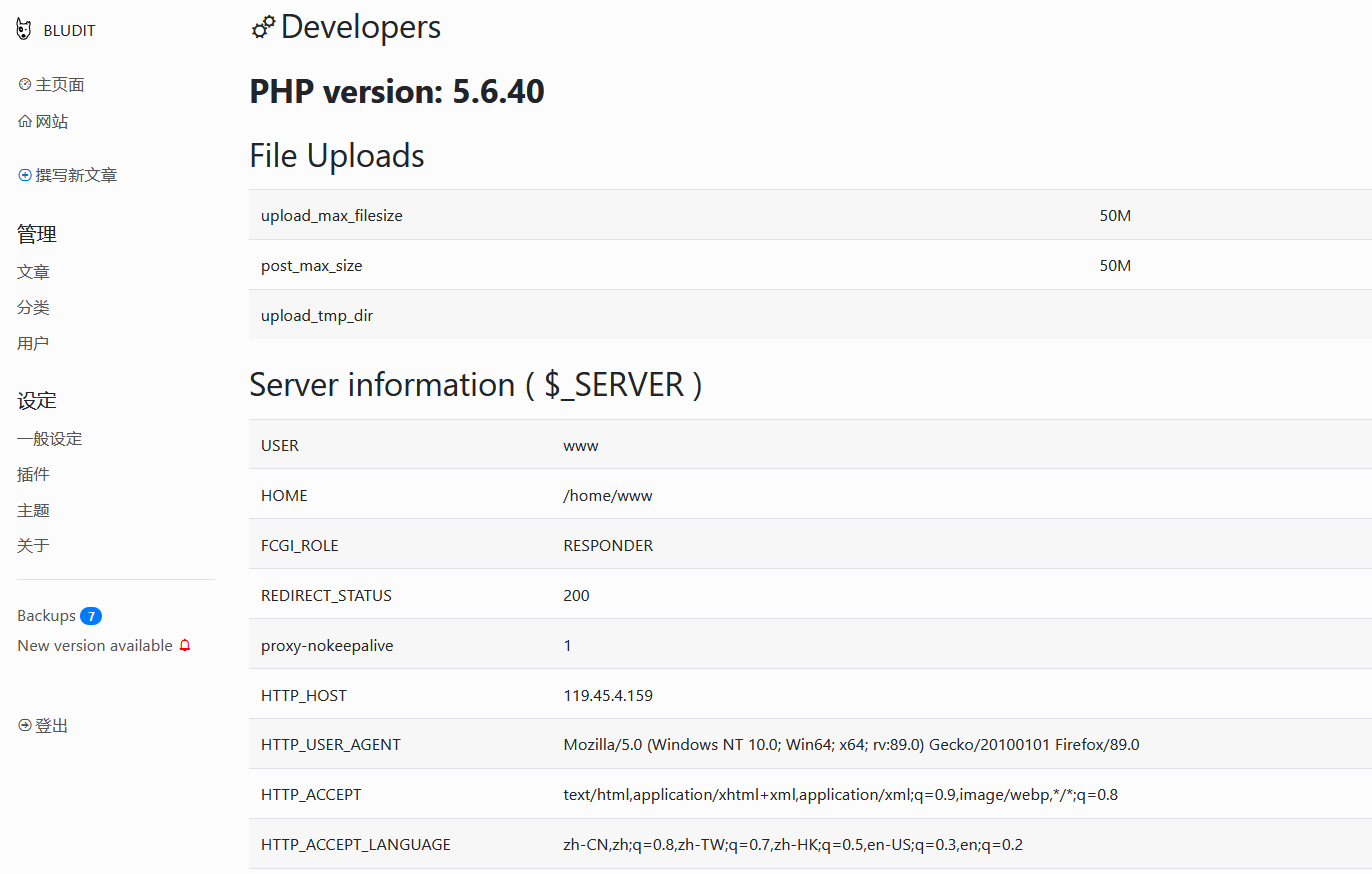 BLUDIT
主页面
网站
撰写新文章
管理
文章
分类
用户
设定
一般设定
插件
主题
关于
Backups 7
New version available
登出
Developers
PHP version: 5.6.40
File Uploads
upload_max_filesize 50M
post_max_size 50M
upload_tmp_dir
Server information ( $_SERVER )
USER www
HOME /home/www
FCGI_ROLE RESPONDER
REDIRECT_STATUS 200
proxy-nokeepalive 1
HTTP_HOST 119.45.4.159
HTTP_USER_AGENT Mozilla/5.0 (Windows NT 10.0; Win64; x64; rv:89.0) Gecko/20100101 Firefox/89.0
HTTP_ACCEPT text/html,application/xhtml+xml,application/xml;q=0.9,image/webp,*/*;q=0.8
HTTP_ACCEPT_LANGUAGE zh-CN,zh;q=0.8,zh-TW;q=0.7,zh-HK;q=0.5,en-US;q=0.3,en;q=0.2